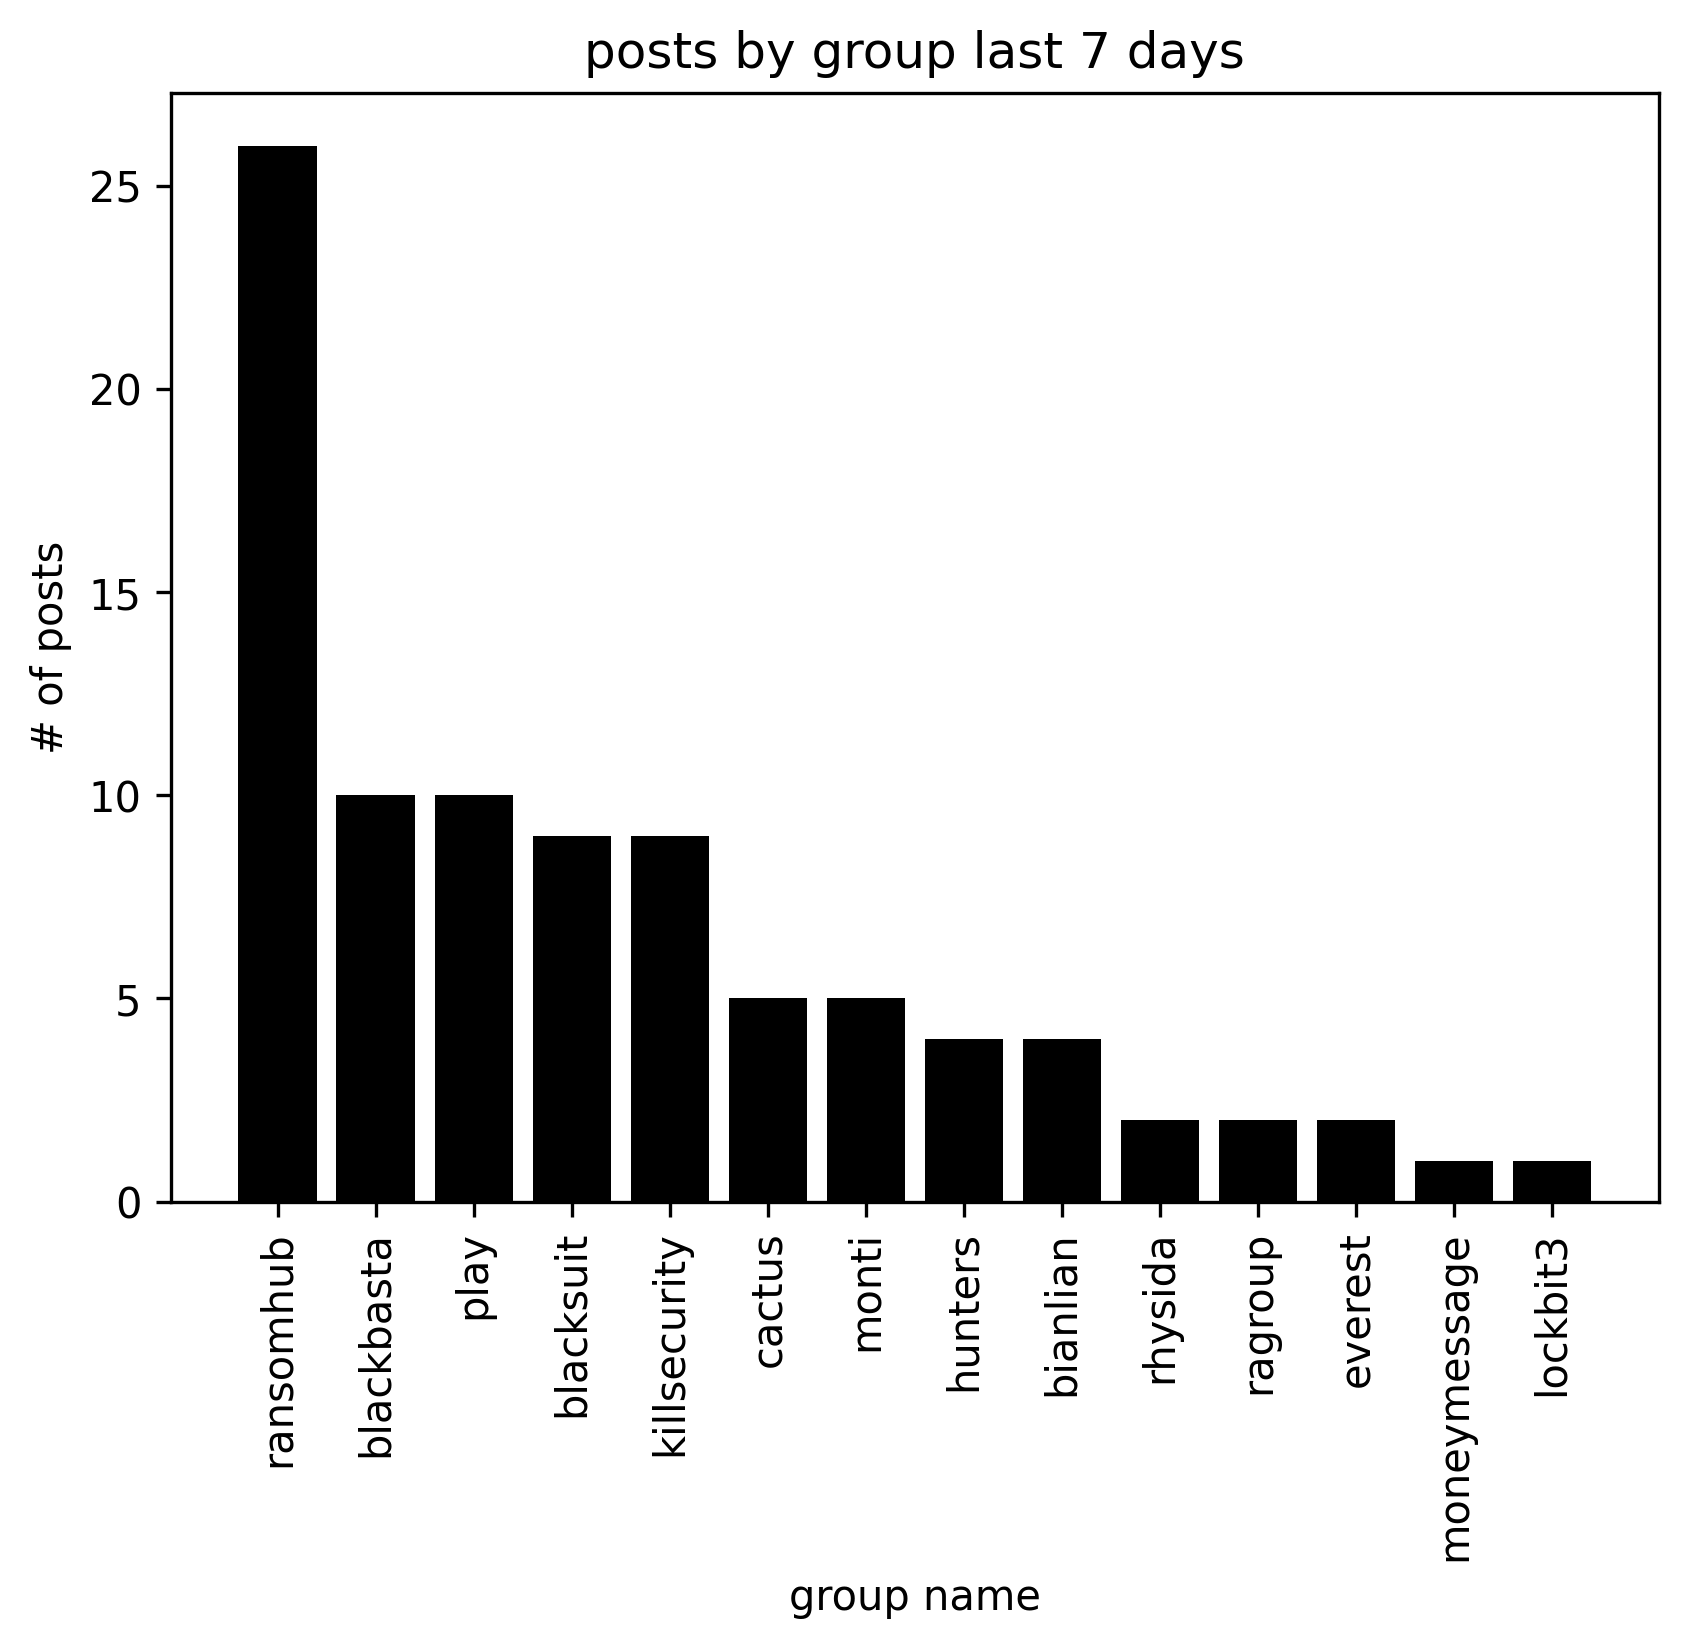 posts by group last 7 days
# of posts
25
20
15
10
5
0
ransomhub
blackbasta
play
blacksuit
killsecurity
cactus
monti
hunters
bianlian
rhysida
ragroup
everest
moneymessage
lockbit3
group name